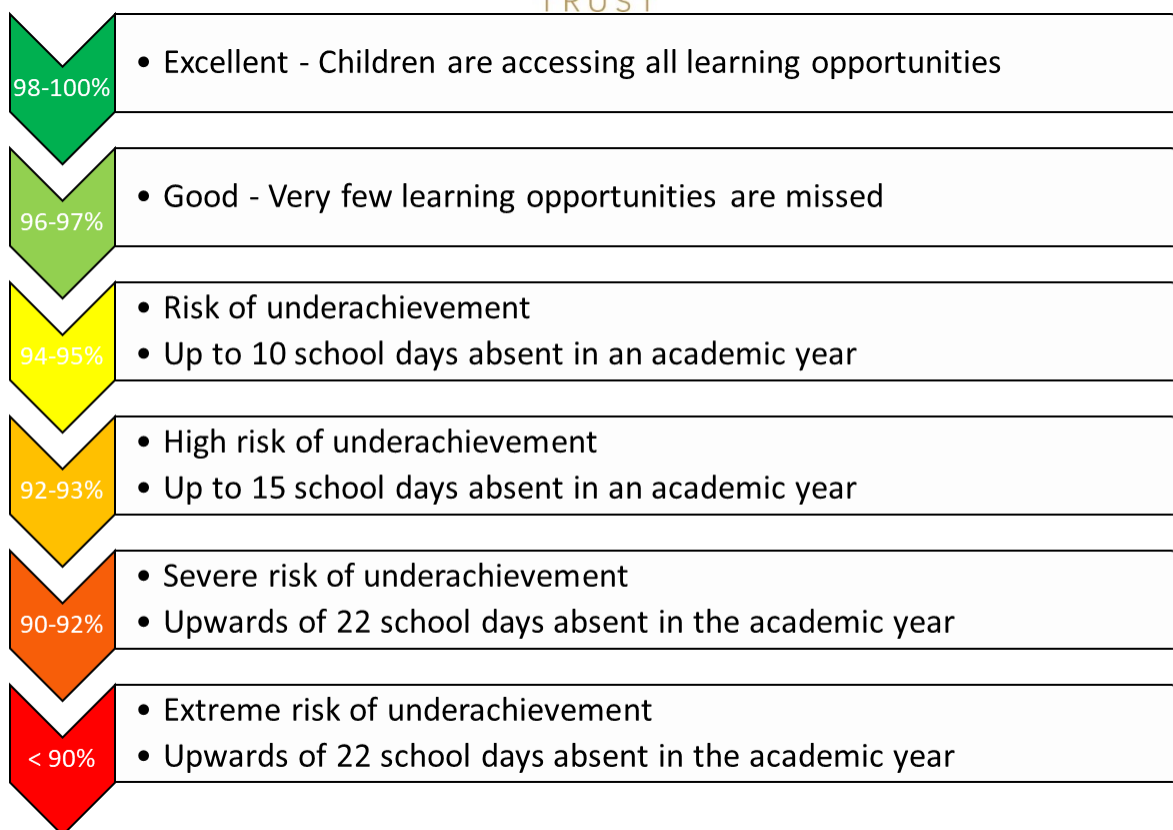 TRUST
98-100%
• Excellent - Children are accessing all learning opportunities
96-97%
• Good - Very few learning opportunities are missed
94-95%
• Risk of underachievement
• Up to 10 school days absent in an academic year
92-93%
• High risk of underachievement
• Up to 15 school days absent in an academic year
90-92%
• Severe risk of underachievement
• Upwards of 22 school days absent in the academic year
< 90%
• Extreme risk of underachievement
• Upwards of 22 school days absent in the academic year